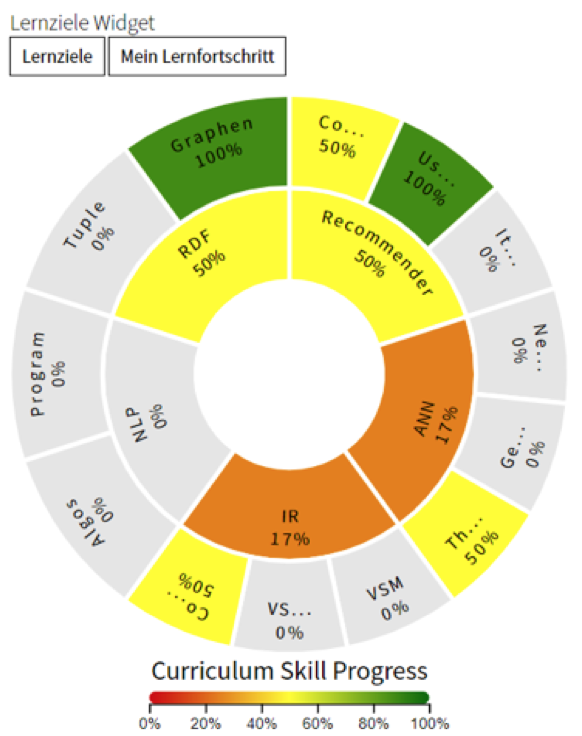 Lernziele Widget
Lernziele
Mein Lernfortschritt
Graphen
100%
Co...
50%
Us...
100%
It...
0%
Ne...
0%
Ge...
0%
Th...
50%
VSM
0%
VS...
0%
Co...
50%
Algos
0%
Program
0%
Tuple
0%
RDF
50%
Recommender
50%
ANN
17%
IR
17%
NLP
0%
Curriculum Skill Progress
0% 20% 40% 60% 80% 100%